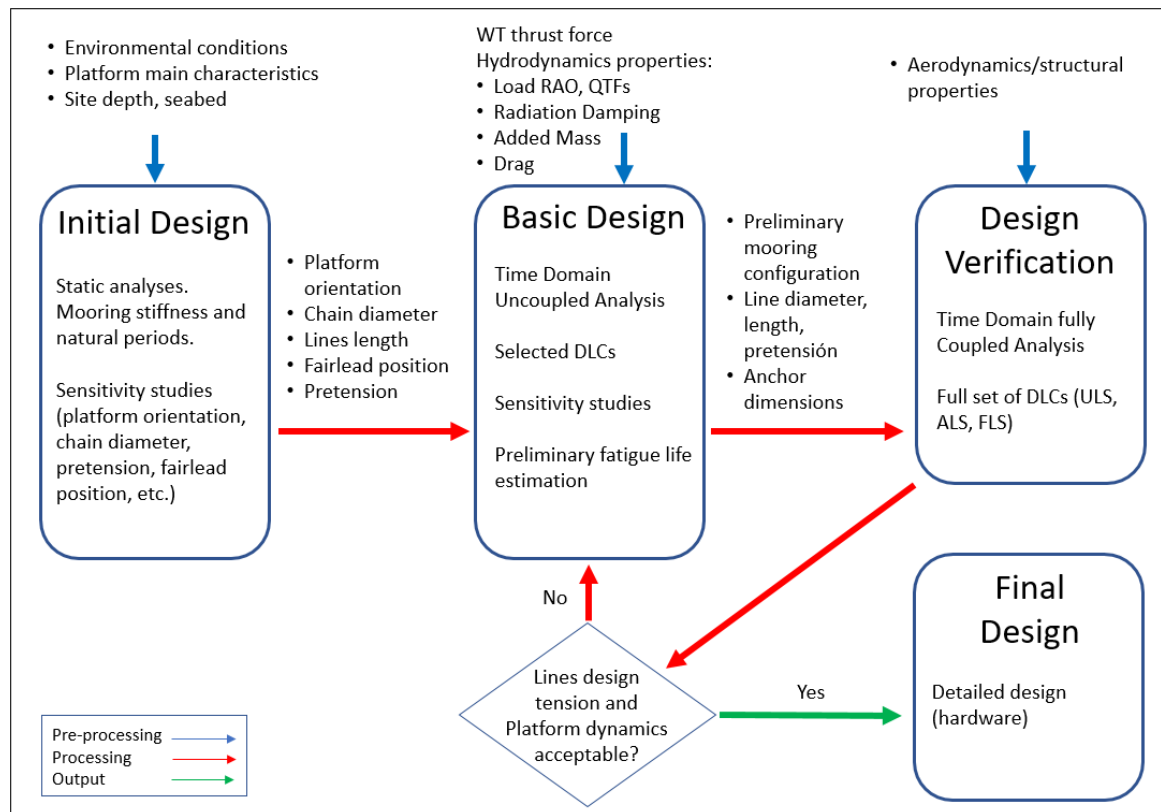 • Environmental conditions
• Platform main characteristics
• Site depth, seabed
WT thrust force
Hydrodynamics properties:
• Load RAO, QTFs
• Radiation Damping
• Added Mass
• Drag
• Aerodynamics/structural
properties
Initial Design
Static analyses.
Mooring stiffness and
natural periods.
Sensitivity studies
(platform orientation,
chain diameter,
pretension, fairlead
position, etc.)
• Platform
orientation
• Chain diameter
• Lines length
• Fairlead position
• Pretension
Basic Design
Time Domain
Uncoupled Analysis
Selected DLCs
Sensitivity studies
Preliminary fatigue life
estimation
• Preliminary
mooring
configuration
• Line diameter,
length,
pretensión
• Anchor
dimensions
Design
Verification
Time Domain fully
Coupled Analysis
Full set of DLCs (ULS,
ALS, FLS)
No
Lines design
tension and
Platform dynamics
acceptable?
Yes
Final
Design
Detailed design
(hardware)
Pre-processing
Processing
Output